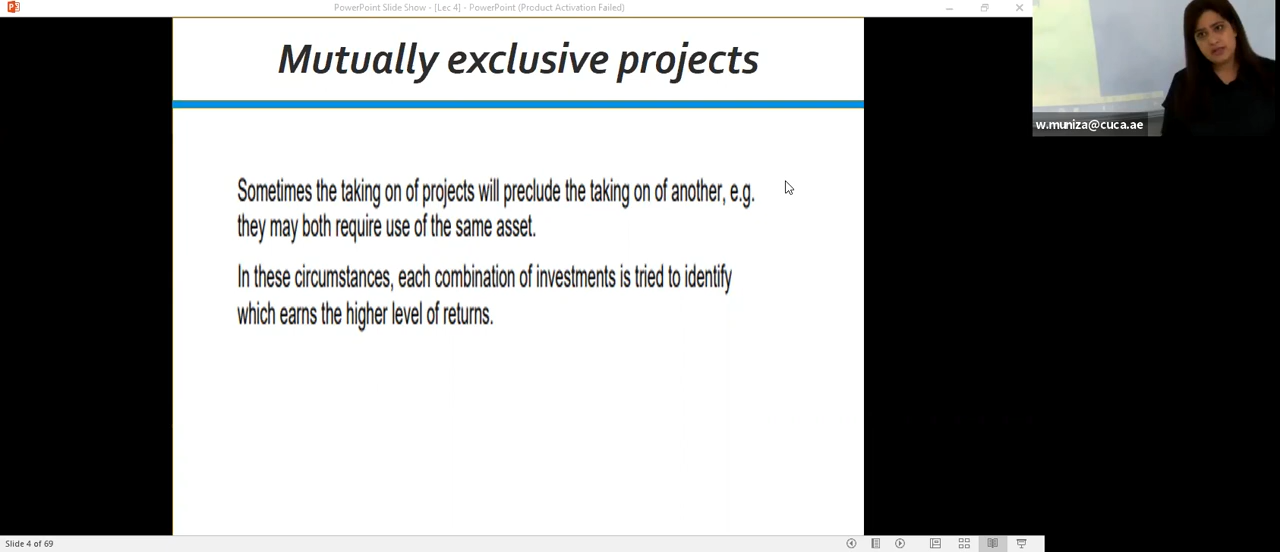 PowerPoint Slide Show - [Lec 4] - PowerPoint (Product Activation Failed)
Mutually exclusive projects
w.muniza@cuca.ae
Sometimes the taking on of projects will preclude the taking on of another, e.g.
they may both require use of the same asset.
In these circumstances, each combination of investments is tried to identify
which earns the higher level of returns.
Slide 4 of 69